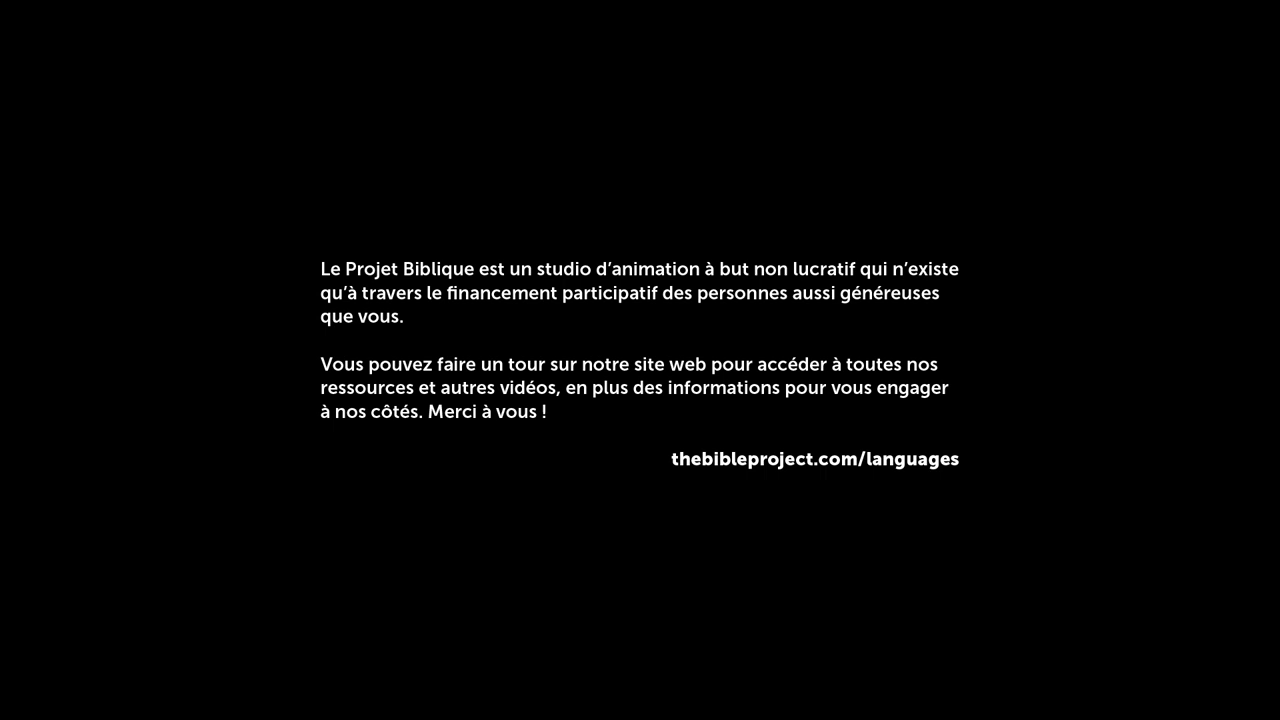 Le Projet Biblique est un studio d’animation à but non lucratif qui n’existe
qu’à travers le financement participatif des personnes aussi généreuses
que vous.
Vous pouvez faire un tour sur notre site web pour accéder à toutes nos
ressources et autres vidéos, en plus des informations pour vous engager
à nos côtés. Merci à vous !
thebibleproject.com/languages